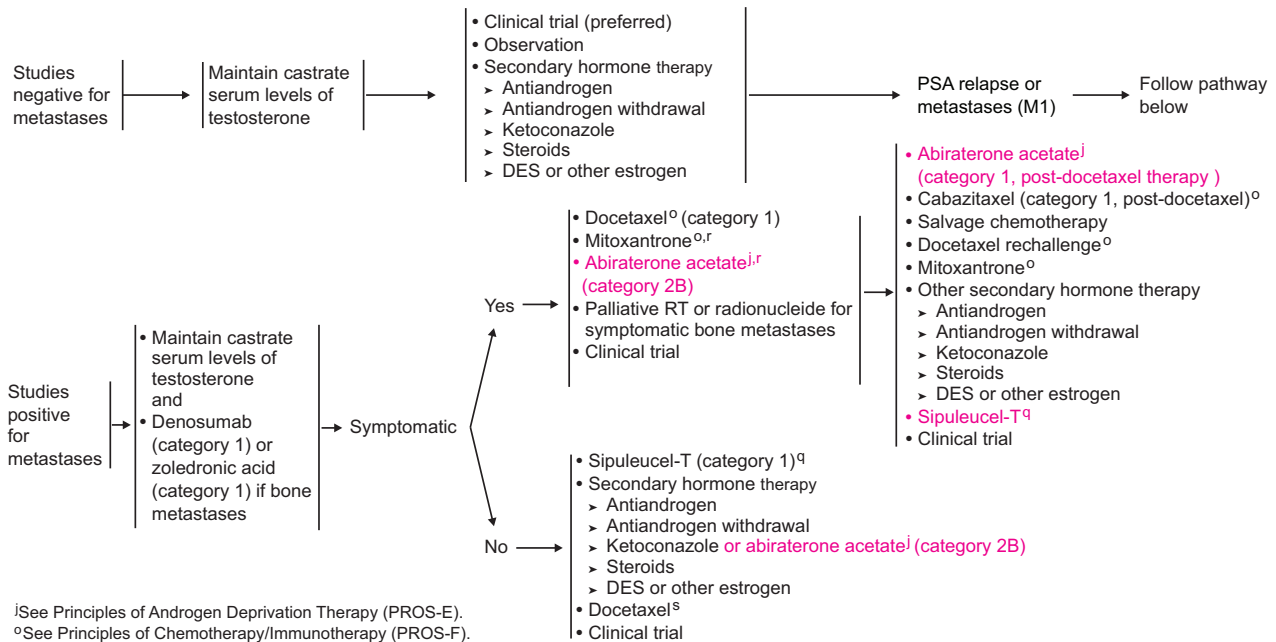 Studies
negative for
metastases
Maintain castrate
serum levels of
testosterone
• Clinical trial (preferred)
• Observation
• Secondary hormone therapy
➤ Antiandrogen
➤ Antiandrogen withdrawal
➤ Ketoconazole
➤ Steroids
➤ DES or other estrogen
PSA relapse or
metastases (M1)
Follow pathway
below
Studies
positive
for
metastases
• Maintain castrate
serum levels of
testosterone
and
• Denosumab
(category 1) or
zoledronic acid
(category 1) if bone
metastases
Symptomatic
Yes
• Docetaxel° (category 1)
• Mitoxantrone°,r
• Abiraterone acetate j,r
(category 2B)
• Palliative RT or radionucleide for
symptomatic bone metastases
• Clinical trial
• Abiraterone acetate j
(category 1, post-docetaxel therapy )
• Cabazitaxel (category 1, post-docetaxel)°
• Salvage chemotherapy
• Docetaxel rechallenge°
• Mitoxantrone°
• Other secondary hormone therapy
➤ Antiandrogen
➤ Antiandrogen withdrawal
➤ Ketoconazole
➤ Steroids
➤ DES or other estrogen
• Sipuleucel-T q
• Clinical trial
No
• Sipuleucel-T (category 1) q
• Secondary hormone therapy
➤ Antiandrogen
➤ Antiandrogen withdrawal
➤ Ketoconazole or abiraterone acetate j (category 2B)
➤ Steroids
➤ DES or other estrogen
• Docetaxel s
• Clinical trial
j See Principles of Androgen Deprivation Therapy (PROS-E).
o See Principles of Chemotherapy/Immunotherapy (PROS-F).